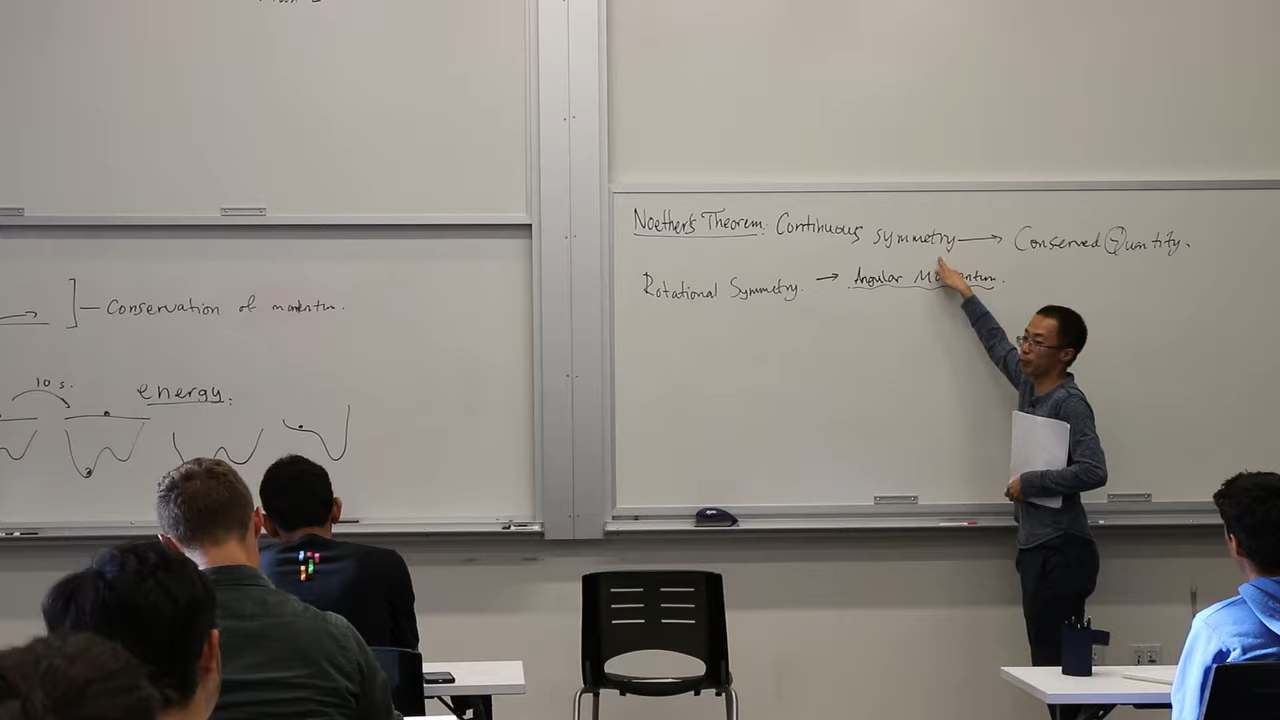 — Conservation of momentum.
10 s.
energy:
Noether's Theorem: Continuous symmetry → Conserved Quantity.
Rotational Symmetry. → Angular Momentum.